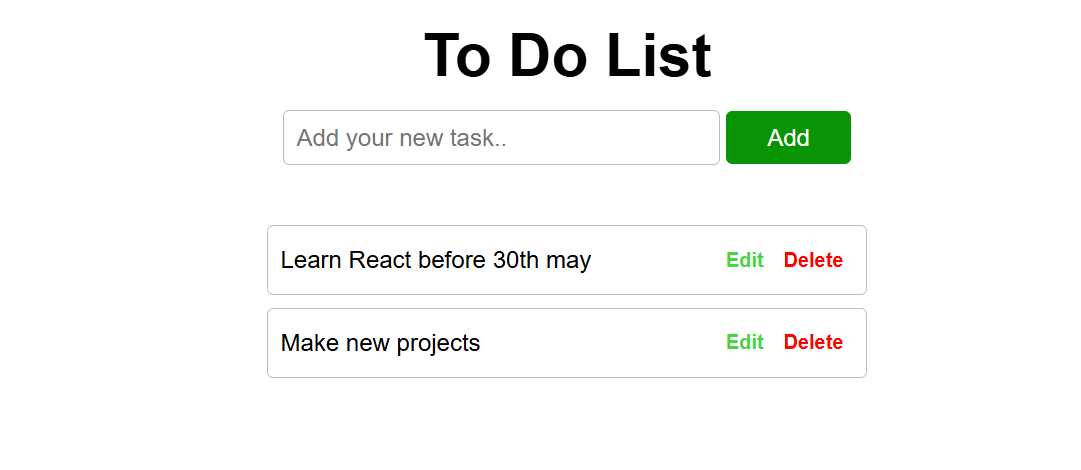 To Do List
Add your new task.. Add
Learn React before 30th may Edit Delete
Make new projects Edit Delete